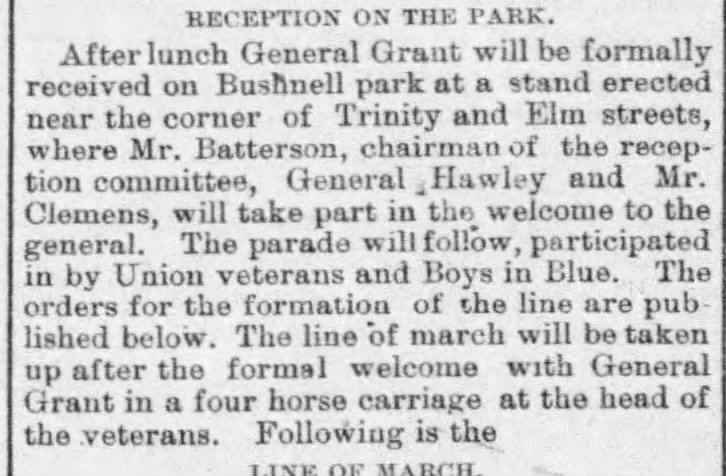 RECEPTION ON THE PARK.
After lunch General Grant will be formally
received on Bushnell park at a stand erected
near the corner of Trinity and Elm streets,
where Mr. Batterson, chairman of the recep-
tion committee, General Hawley and Mr.
Clemens, will take part in the welcome to the
general. The parade will follow, participated
in by Union veterans and Boys in Blue. The
orders for the formation of the line are pub
lished below. The line of march will be taken
up after the formal welcome with General
Grant in a four horse carriage at the head of
the veterans. Following is the
LINE OF MARCH.